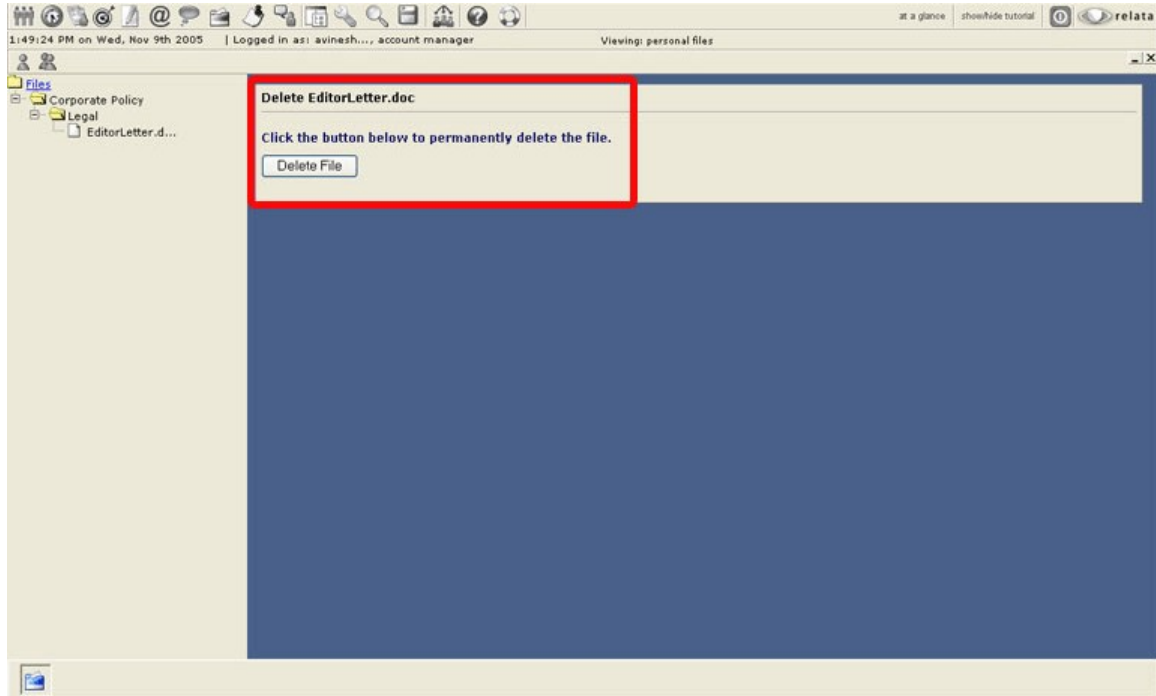 at a glance
show/hide tutorial
relata
1:49:24 PM on Wed, Nov 9th 2005 | Logged in as: avinesh..., account manager
Viewing: personal files
Files
Corporate Policy
Legal
EditorLetter.d...
Delete EditorLetter.doc
Click the button below to permanently delete the file.
Delete File